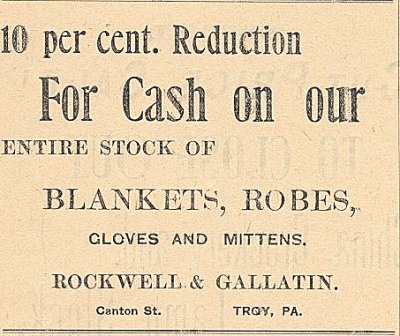 10 per cent. Reduction
For Cash on our
ENTIRE STOCK OF
BLANKETS, ROBES,
GLOVES AND MITTENS.
ROCKWELL & GALLATIN.
Canton St. TROY, PA.